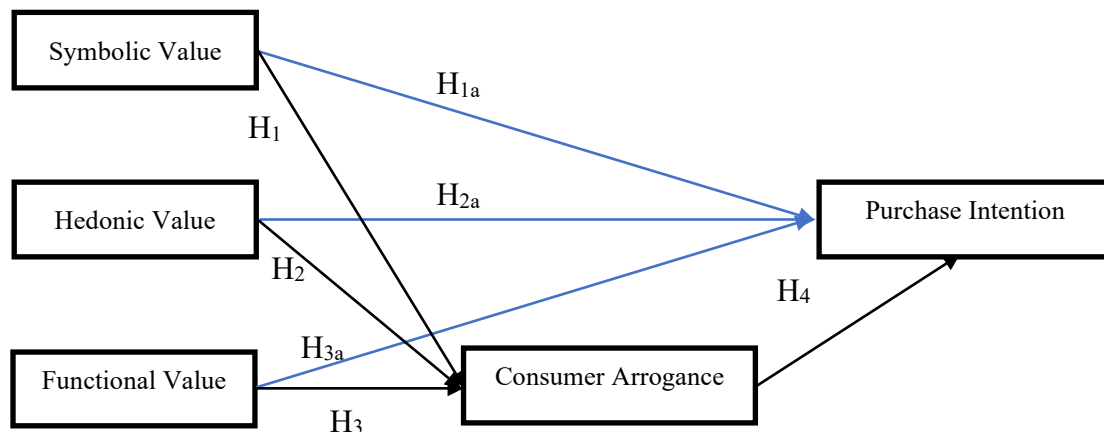 Symbolic Value
H1a
H1
Hedonic Value
H2a
Purchase Intention
H2
H4
H3a
Functional Value
Consumer Arrogance
H3